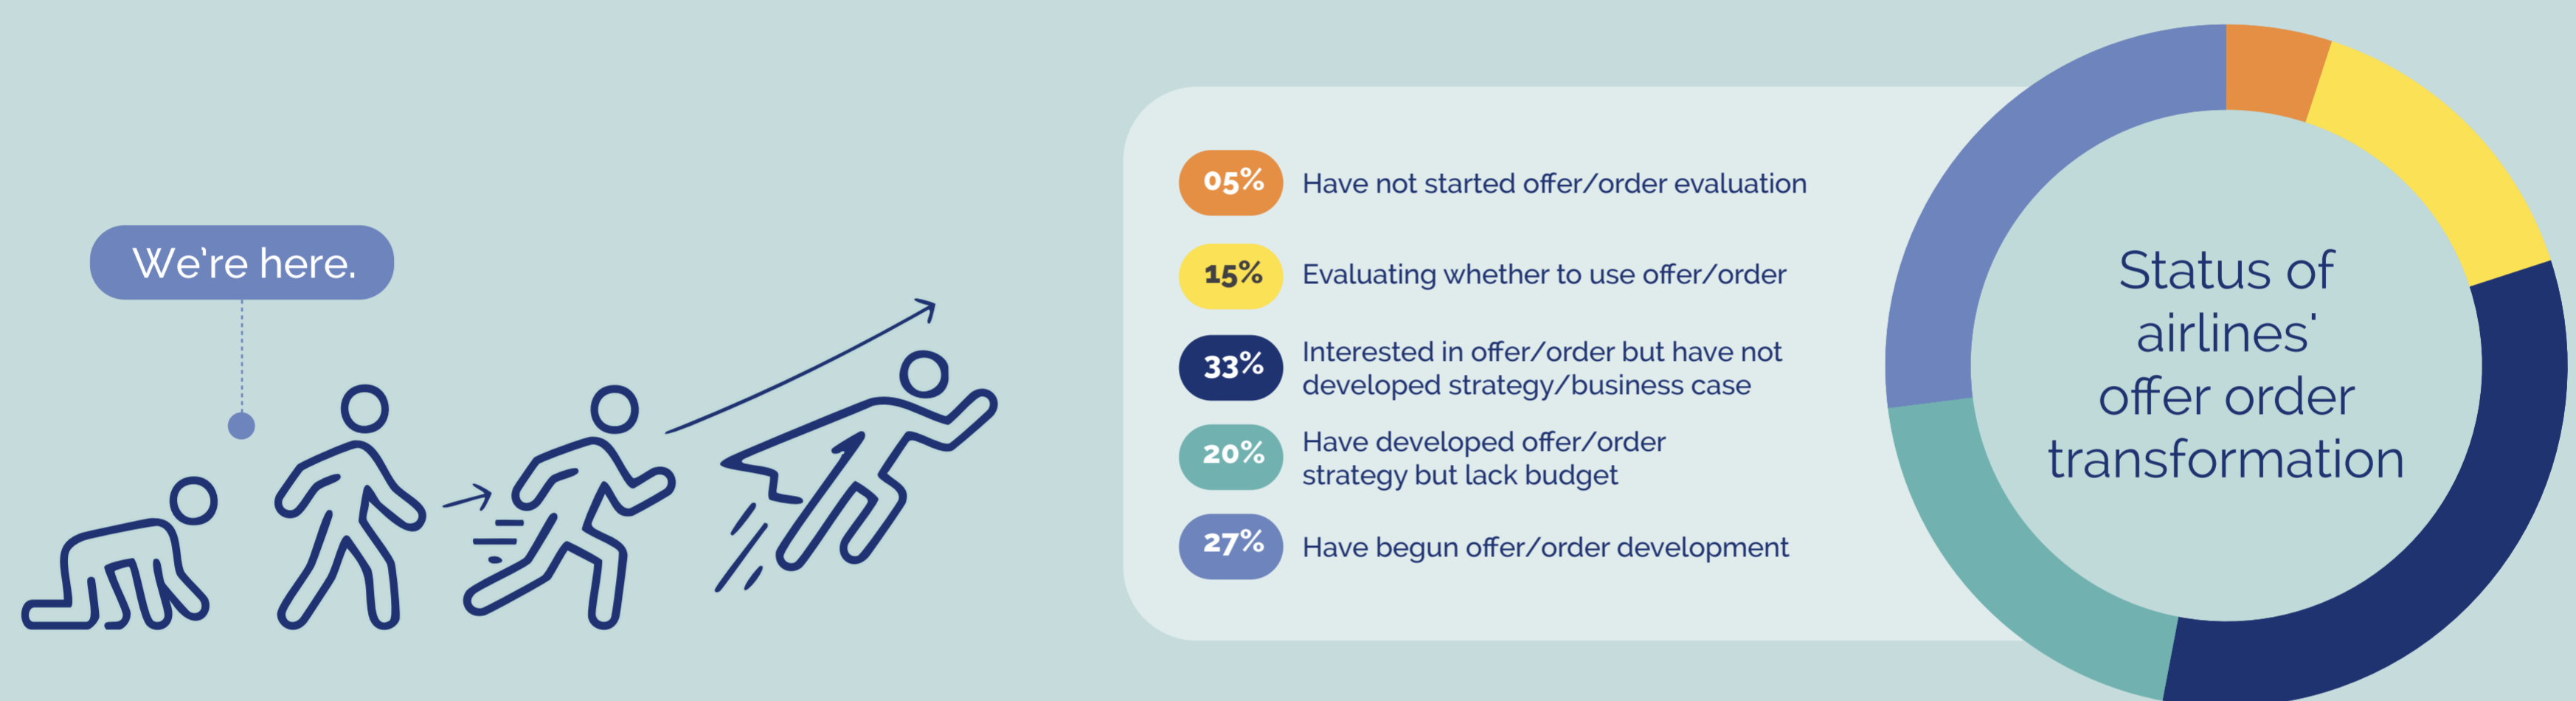 We're here.
05% Have not started offer/order evaluation
15% Evaluating whether to use offer/order
33% Interested in offer/order but have not
developed strategy/business case
20% Have developed offer/order
strategy but lack budget
27% Have begun offer/order development
Status of
airlines'
offer order
transformation